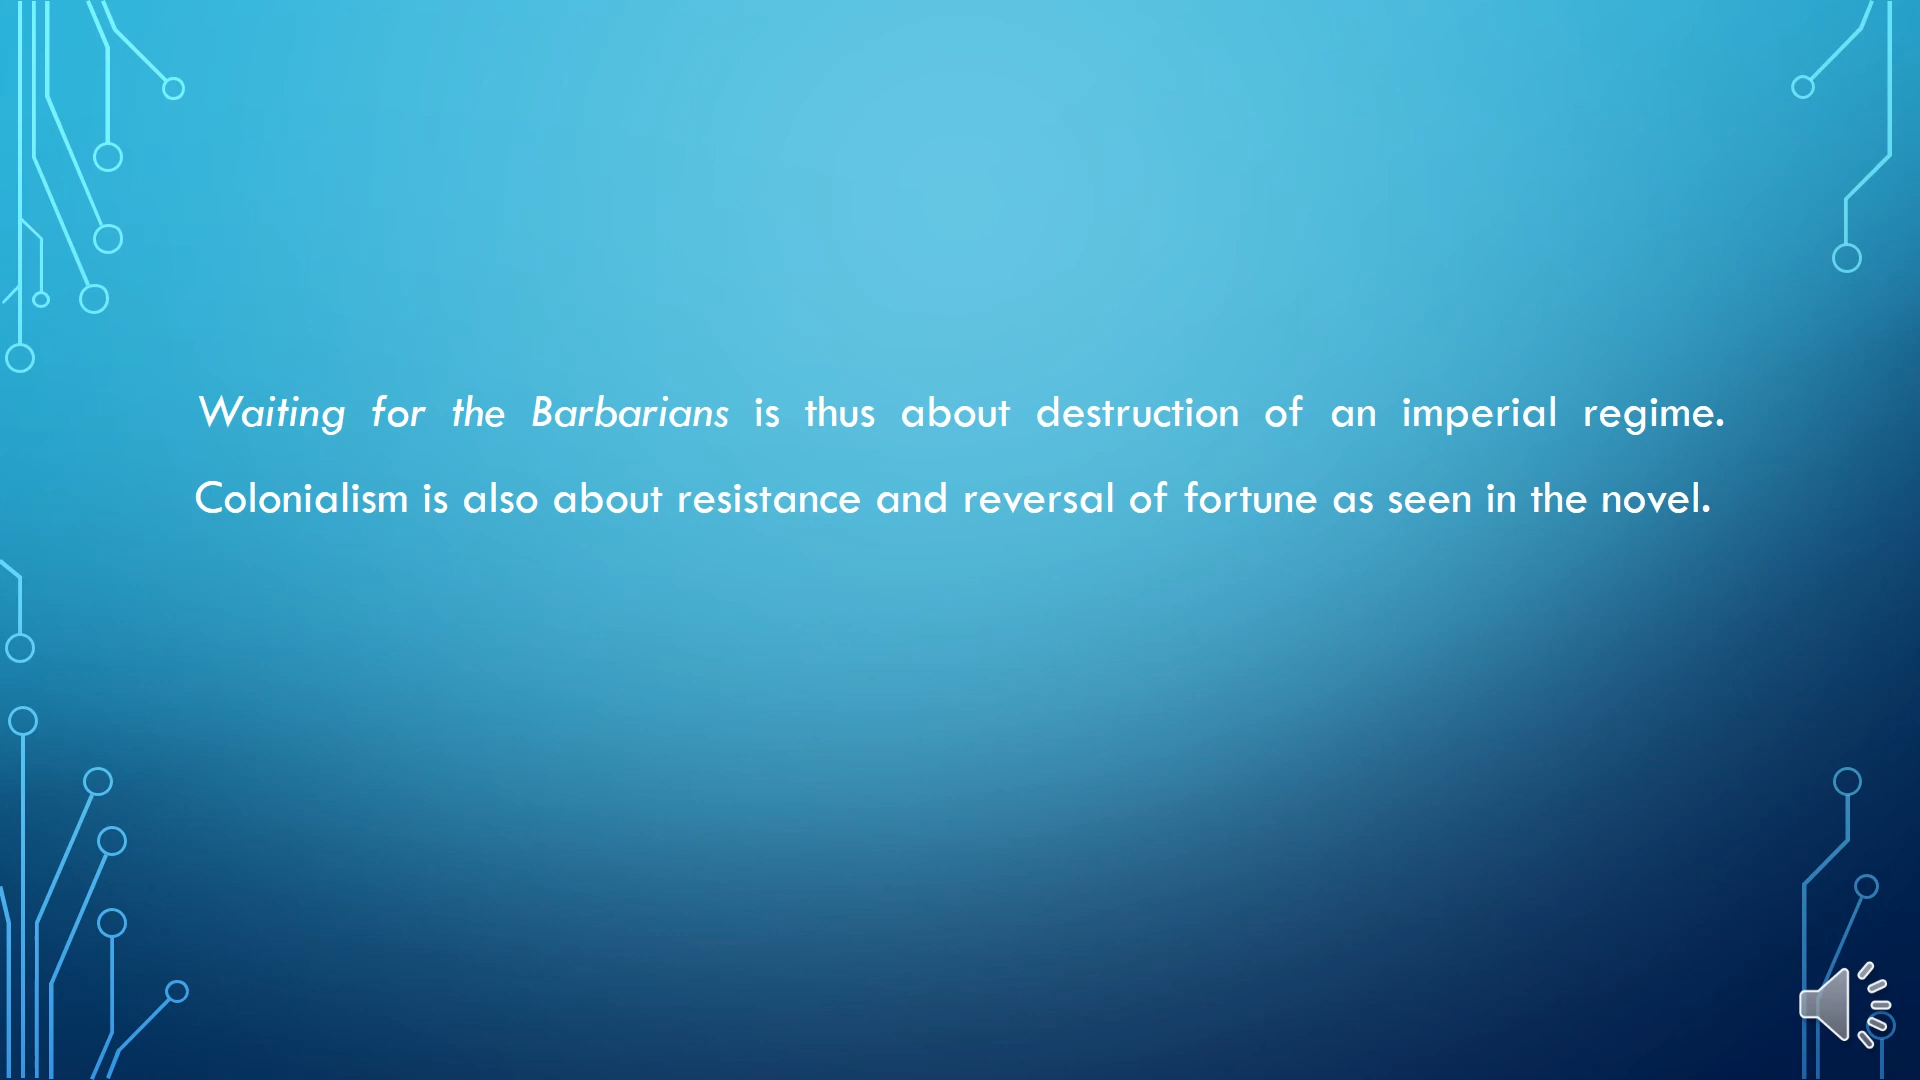 Waiting for the Barbarians is thus about destruction of an imperial regime.
Colonialism is also about resistance and reversal of fortune as seen in the novel.